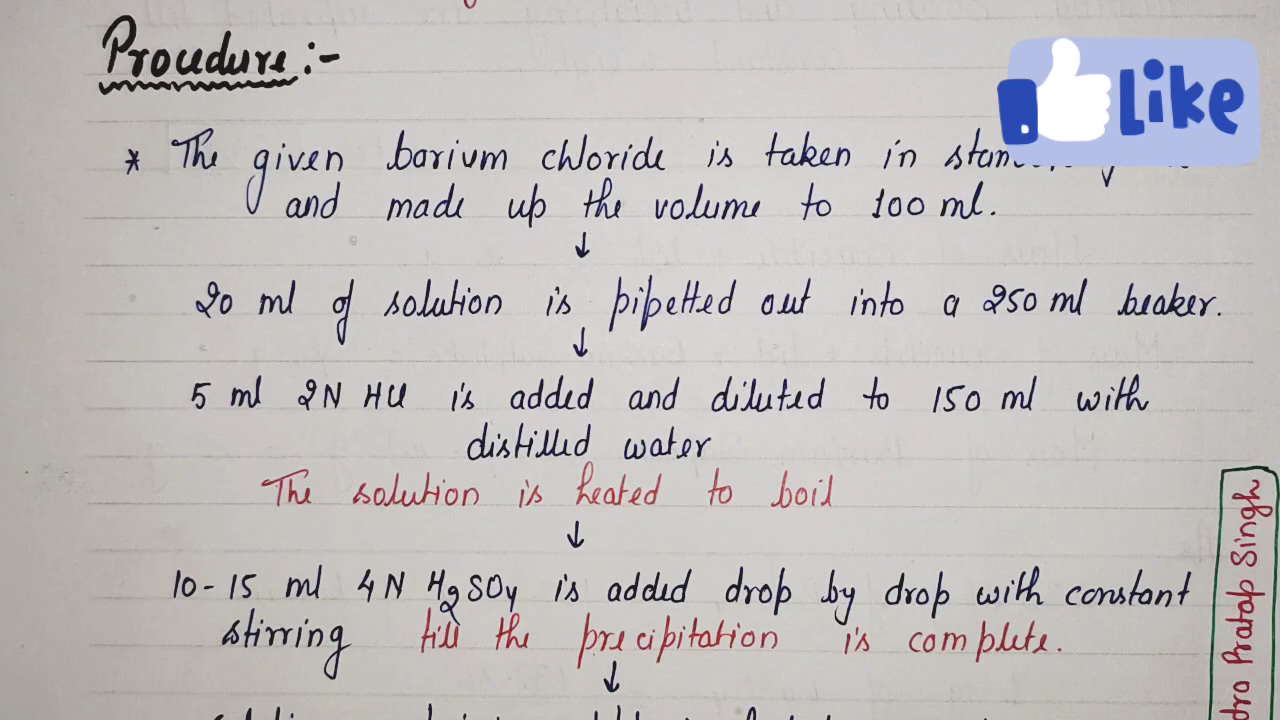 Procedure :-
Like
* The given barium chloride is taken in
and made up the volume to 100 ml.
↓
20 ml of solution is pipetted out into a 250 ml beaker.
↓
5 ml 2N HCl is added and diluted to 150 ml with
distilled water
The solution is heated to boil
↓
10-15 ml 4N H2SO4 is added drop by drop with constant
stirring till the precipitation is complete.
↓
Pratap Singh